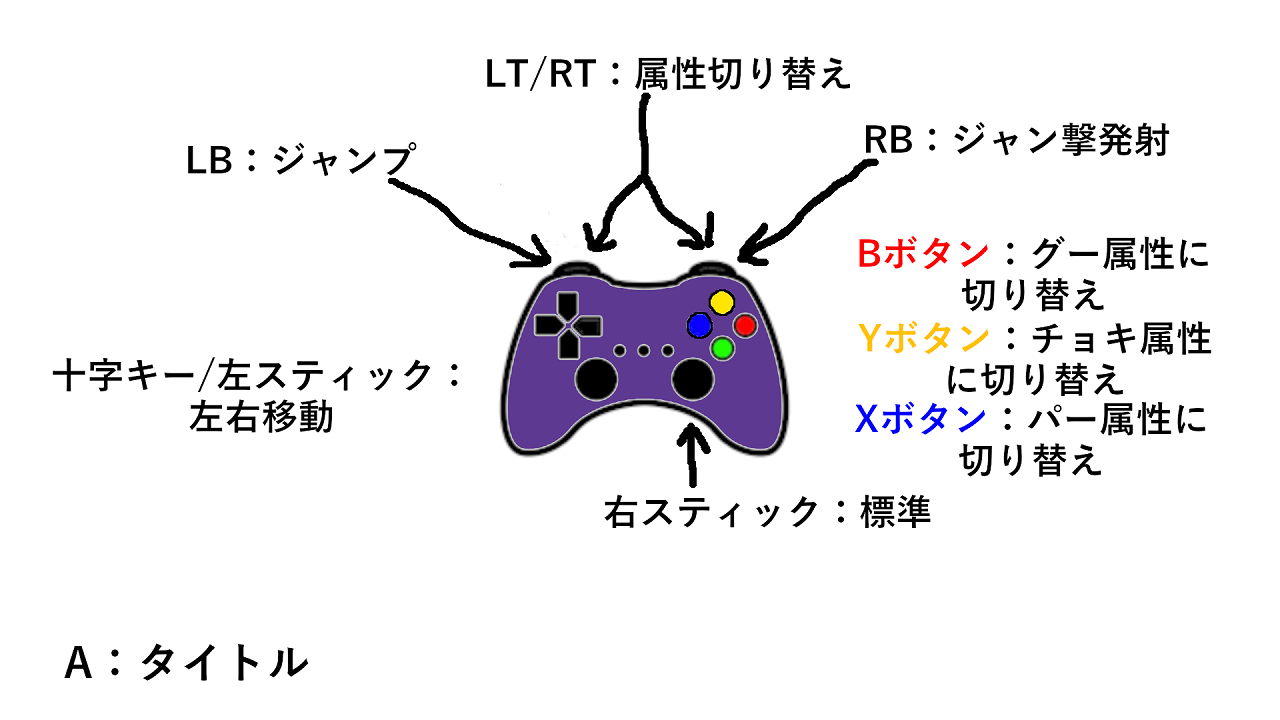 LT/RT：属性切り替え
LB：ジャンプ
RB：ジャン撃発射
Bボタン：グー属性に
切り替え
Yボタン：チョキ属性
に切り替え
Xボタン：パー属性に
切り替え
十字キー/左スティック：
左右移動
右スティック：標準
A：タイトル